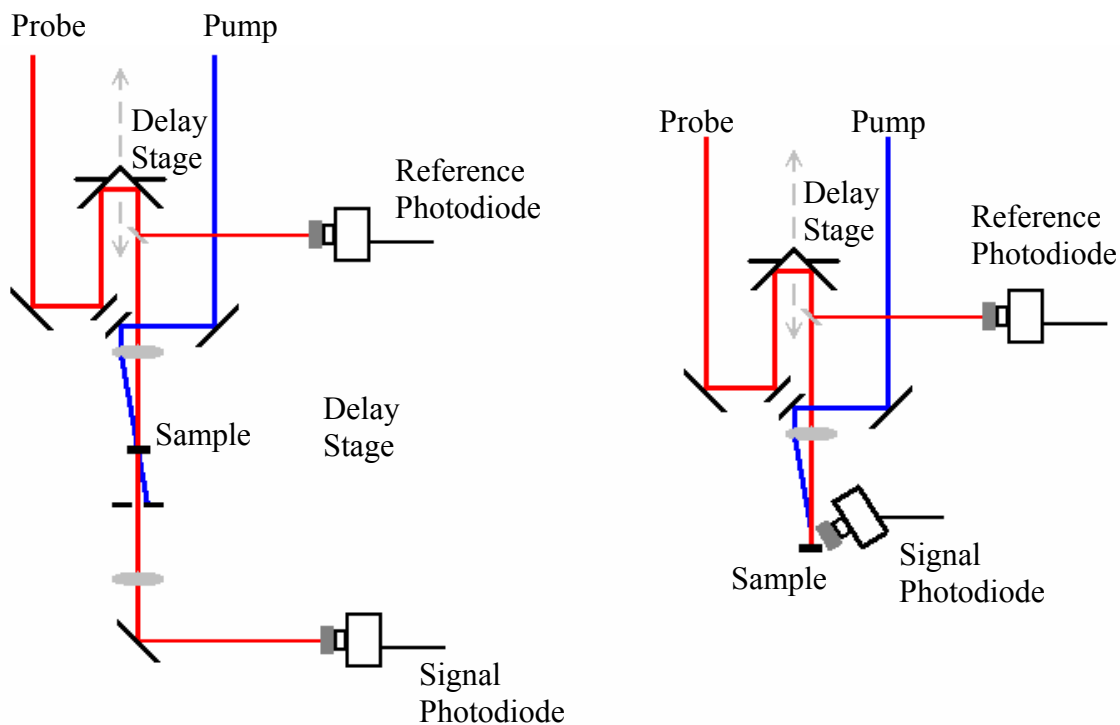 Probe
Pump
Delay
Stage
Reference
Photodiode
Sample
Delay
Stage
Signal
Photodiode
Probe
Pump
Delay
Stage
Reference
Photodiode
Sample
Signal
Photodiode